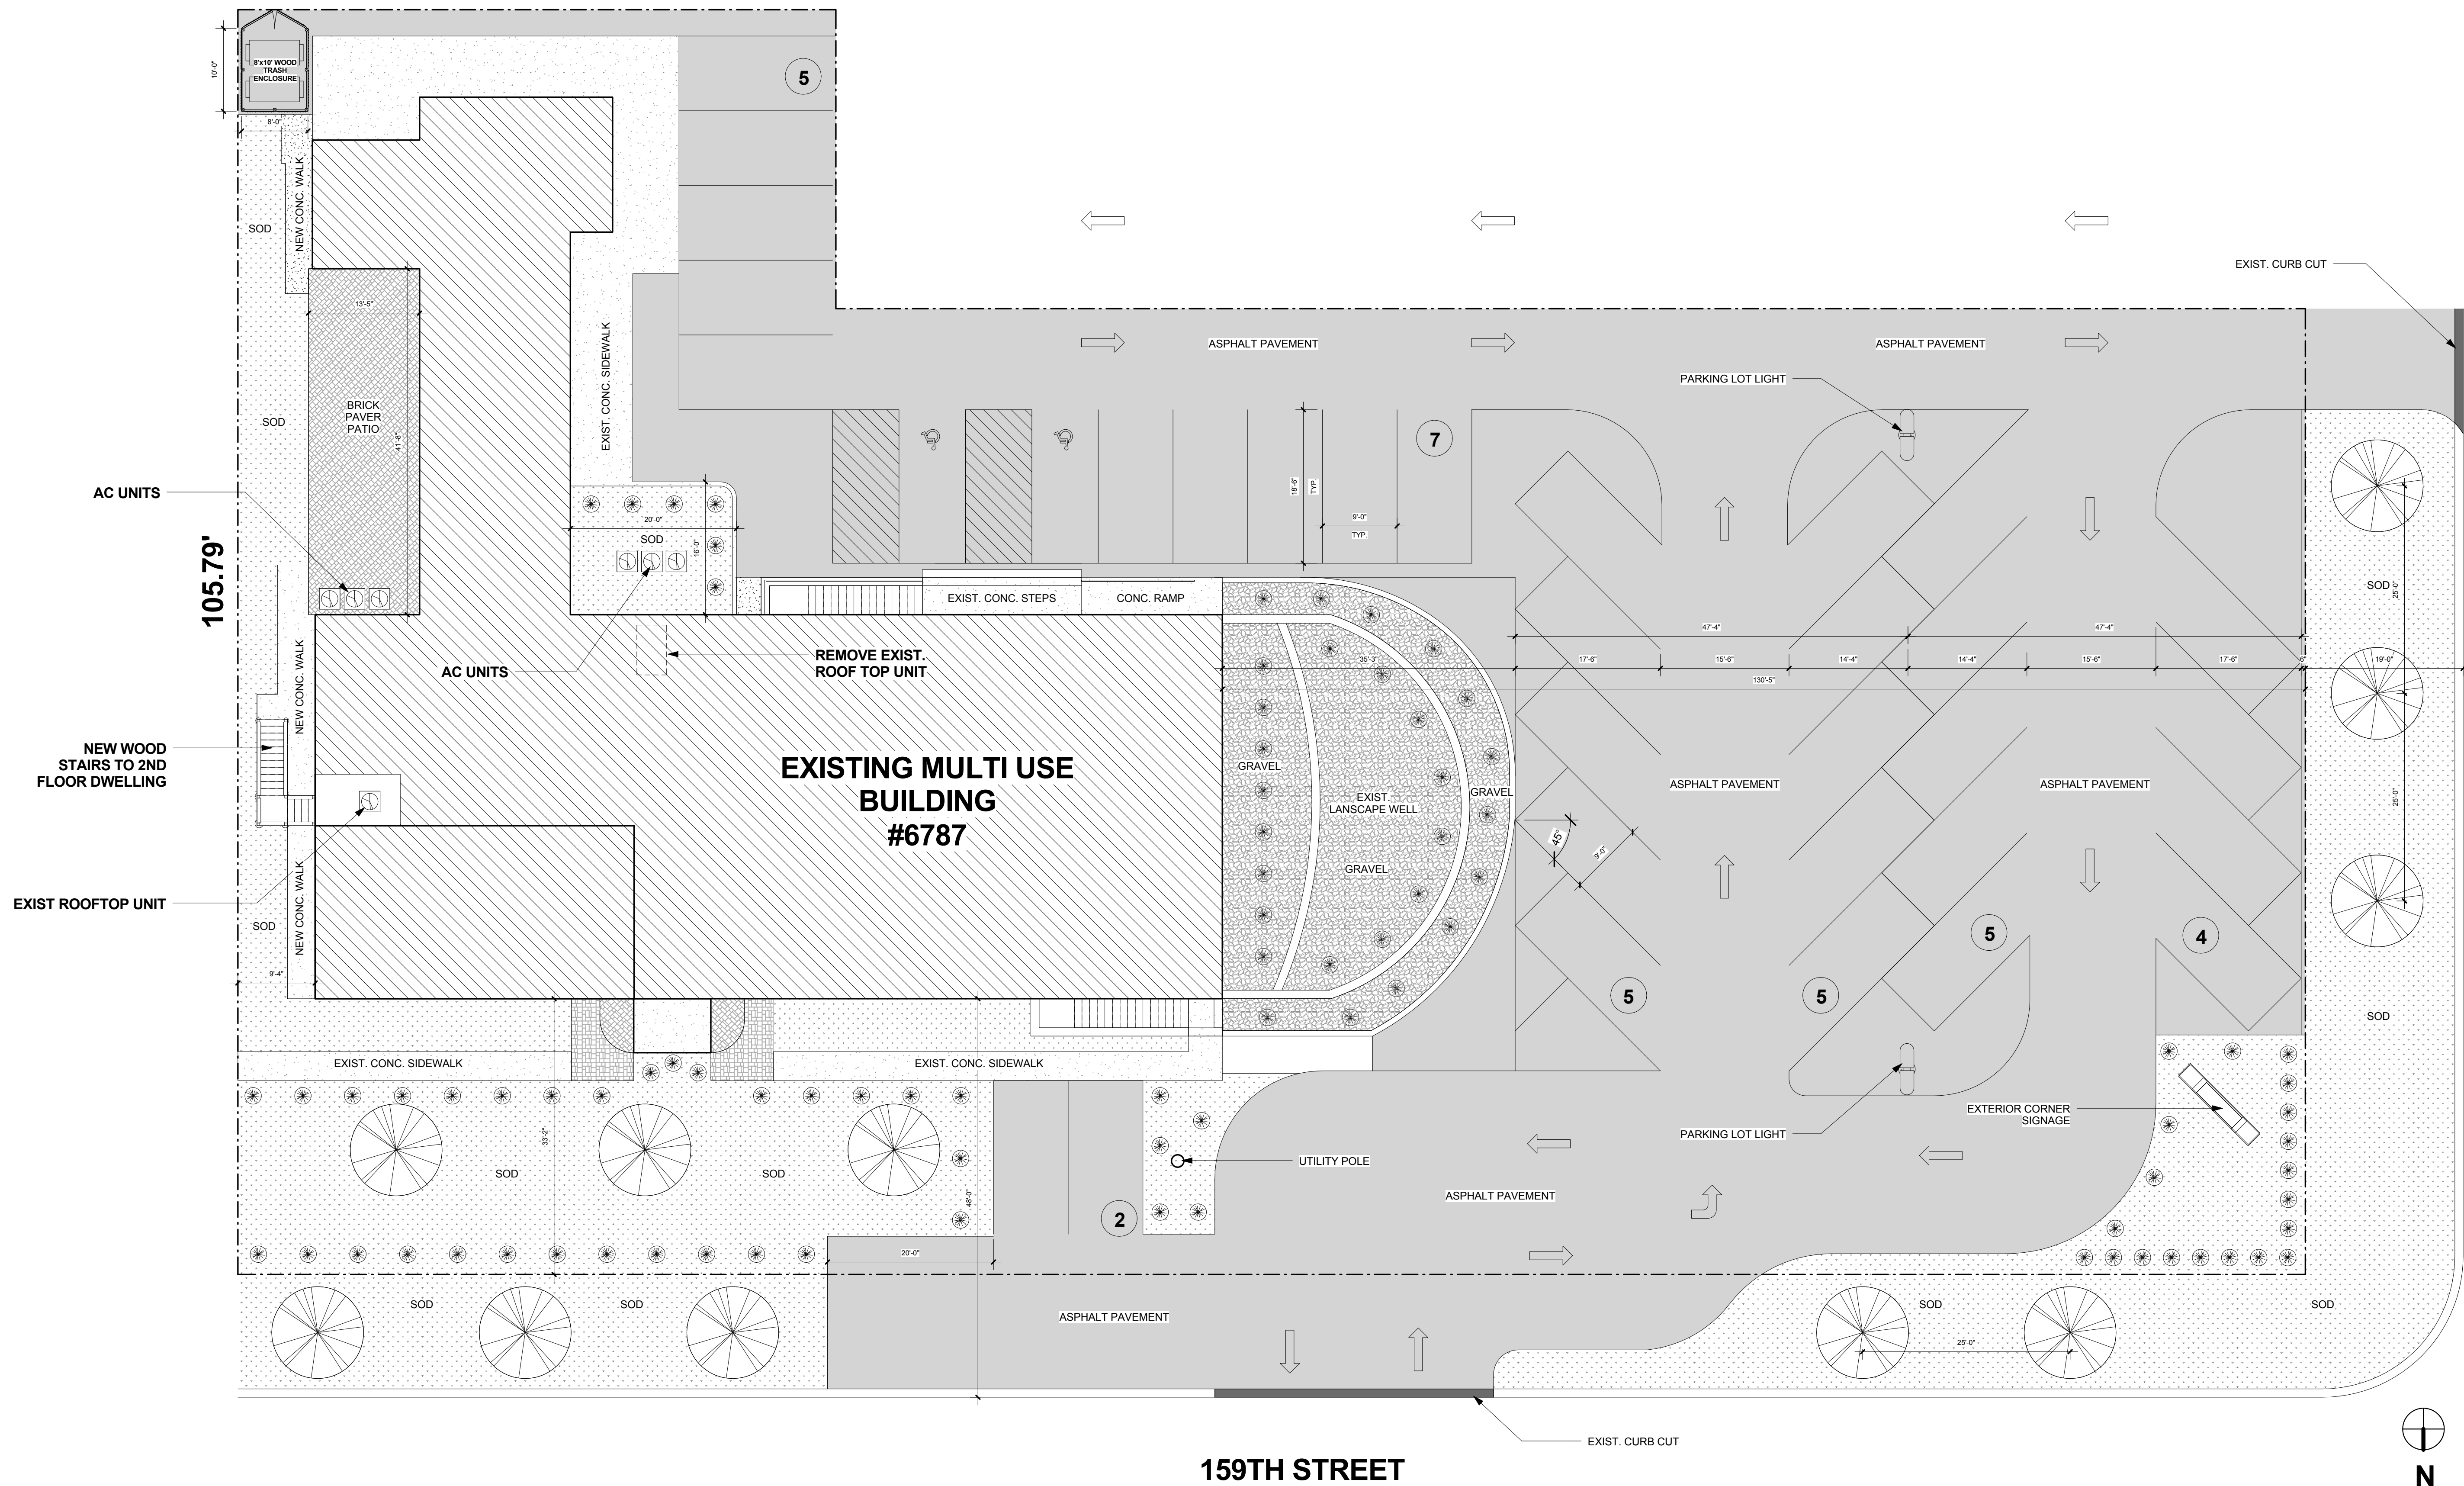 8'x10' WOOD
TRASH
ENCLOSURE
10'-0"
8'-0"
5
NEW CONC. WALK
SOD
EXIST. CURB CUT
13'-5"
EXIST. CONC. SIDEWALK
ASPHALT PAVEMENT
ASPHALT PAVEMENT
PARKING LOT LIGHT
BRICK
PAVER
PATIO
SOD
41'-8"
7
AC UNITS
18'-6"
TYP.
9'-0"
TYP.
20'-0"
SOD
16'-0"
105.79'
SOD
25'-0"
EXIST. CONC. STEPS
CONC. RAMP
47'-4"
47'-4"
NEW CONC. WALK
AC UNITS
REMOVE EXIST.
ROOF TOP UNIT
35'-3"
17'-6"
15'-6"
14'-4"
14'-4"
15'-6"
17'-6"
6"
19'-0"
130'-5"
NEW WOOD
STAIRS TO 2ND
FLOOR DWELLING
EXISTING MULTI USE
BUILDING
#6787
GRAVEL
EXIST.
LANSCAPE WELL
GRAVEL
GRAVEL
ASPHALT PAVEMENT
ASPHALT PAVEMENT
25'-0"
45°
9'-0"
EXIST ROOFTOP UNIT
NEW CONC. WALK
SOD
9'-4"
5
5
5
4
SOD
EXIST. CONC. SIDEWALK
EXIST. CONC. SIDEWALK
33'-2"
48'-0"
SOD
SOD
UTILITY POLE
PARKING LOT LIGHT
EXTERIOR CORNER
SIGNAGE
2
ASPHALT PAVEMENT
20'-0"
SOD
SOD
ASPHALT PAVEMENT
SOD
SOD
25'-0"
EXIST. CURB CUT
159TH STREET
N